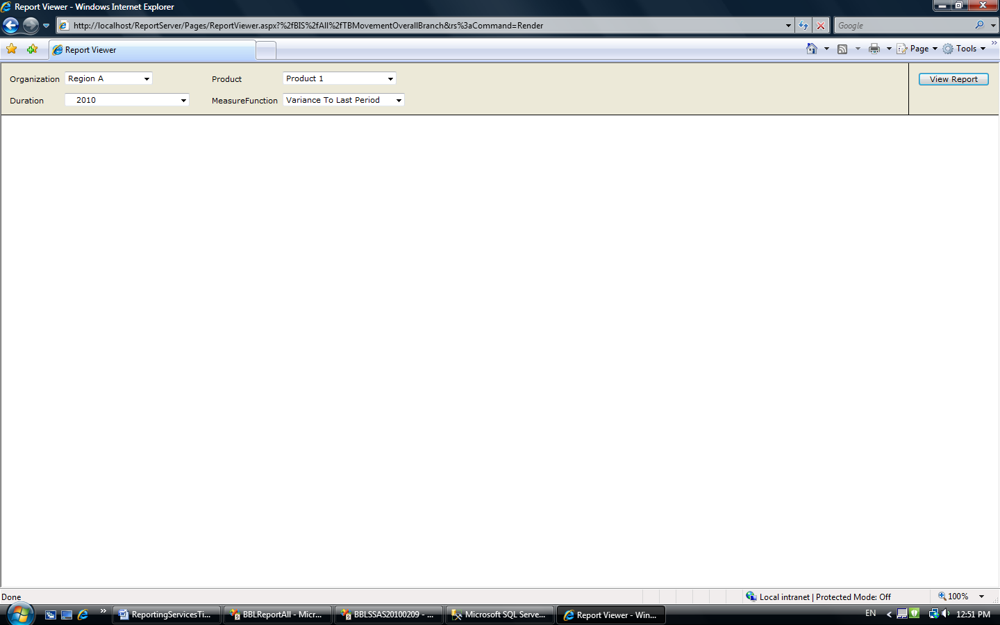 Report Viewer - Windows Internet Explorer
http://localhost/ReportServer/Pages/ReportViewer.aspx?%2fBIS%2fAll%2fTBMovementOverallBranch&rs%3aCommand=Render
Google
Report Viewer
Page
Tools
Organization Region A Product Product 1 View Report
Duration 2010 MeasureFunction Variance To Last Period
Done
Local intranet | Protected Mode: Off
100%
ReportingServicesTi...
BBLReportAll - Micr...
BBLSSAS20100209 - ...
Microsoft SQL Serve...
Report Viewer - Win...
EN
12:51 PM